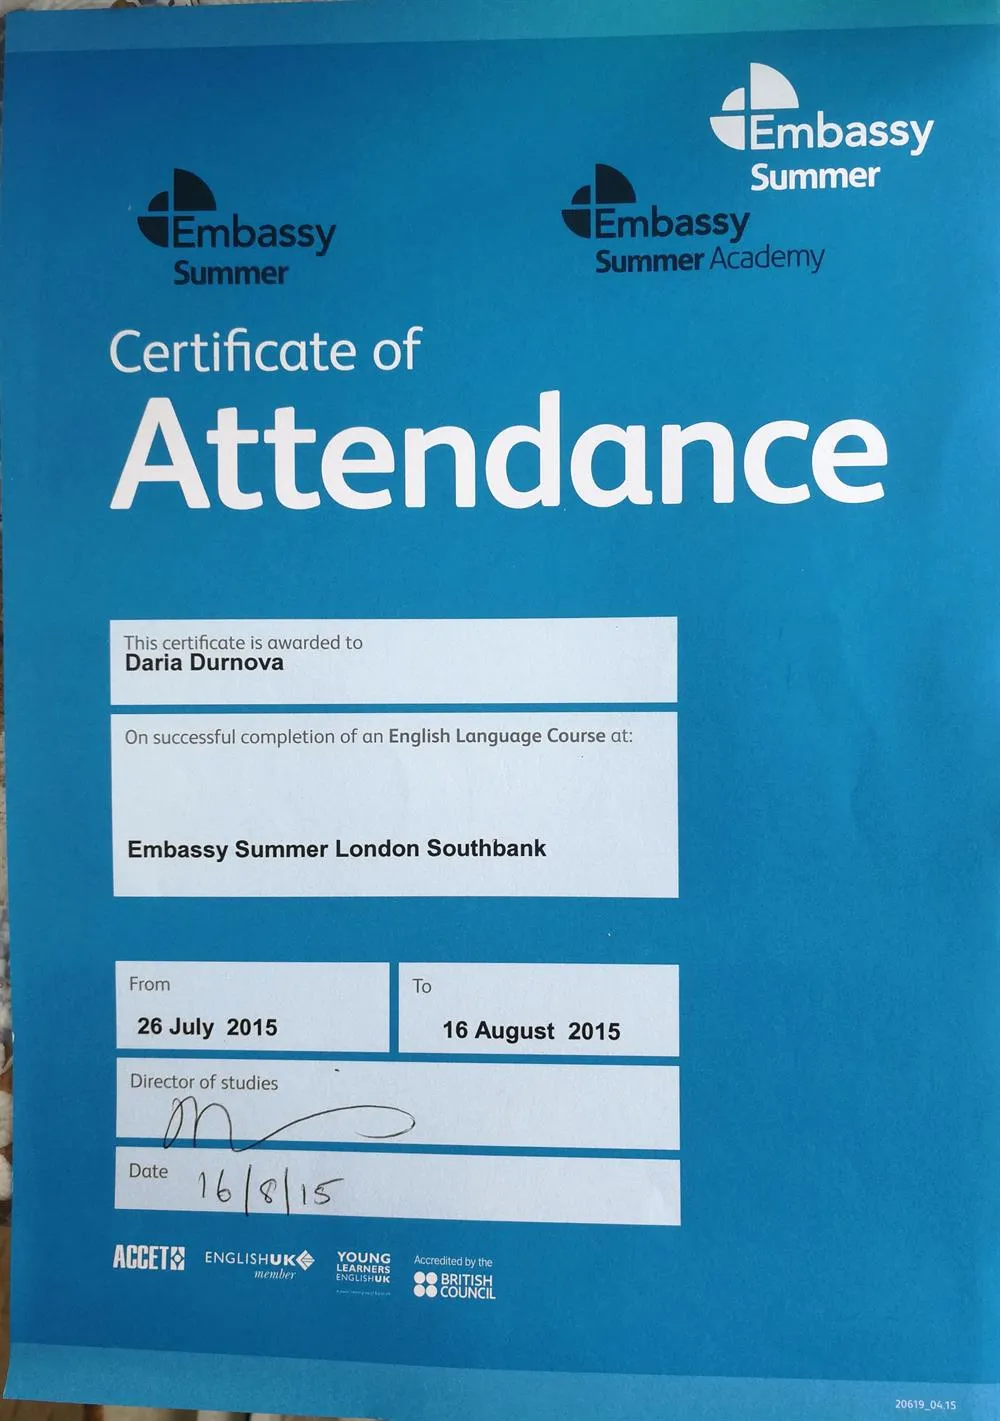 Embassy
Summer
Embassy
Summer
Embassy
Summer Academy
Certificate of
Attendance
This certificate is awarded to
Daria Durnova
On successful completion of an English Language Course at:
Embassy Summer London Southbank
From
26 July 2015
To
16 August 2015
Director of studies
Date 16/8/15
ACCET
ENGLISHUK
member
YOUNG
LEARNERS
ENGLISHUK
Accredited by the
BRITISH
COUNCIL
20619_04.15